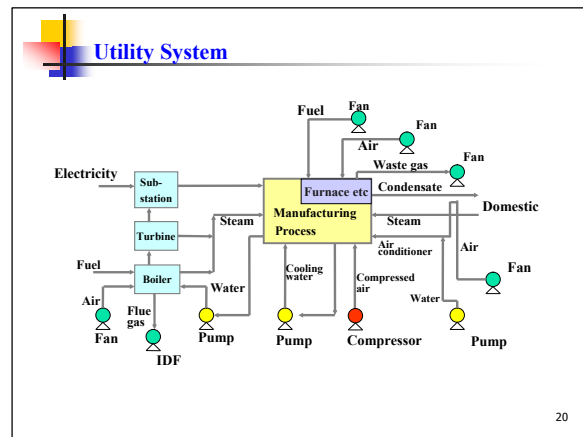 Utility System
Fuel
Fan
Fan
Air
Waste gas
Fan
Electricity
Sub-
station
Furnace etc
Condensate
Manufacturing
Process
Domestic
Steam
Steam
Turbine
Air
conditioner
Air
Fuel
Boiler
Water
Cooling
water
Compressed
air
Water
Fan
Air
Flue
gas
Fan
IDF
Pump
Pump
Compressor
Pump
20